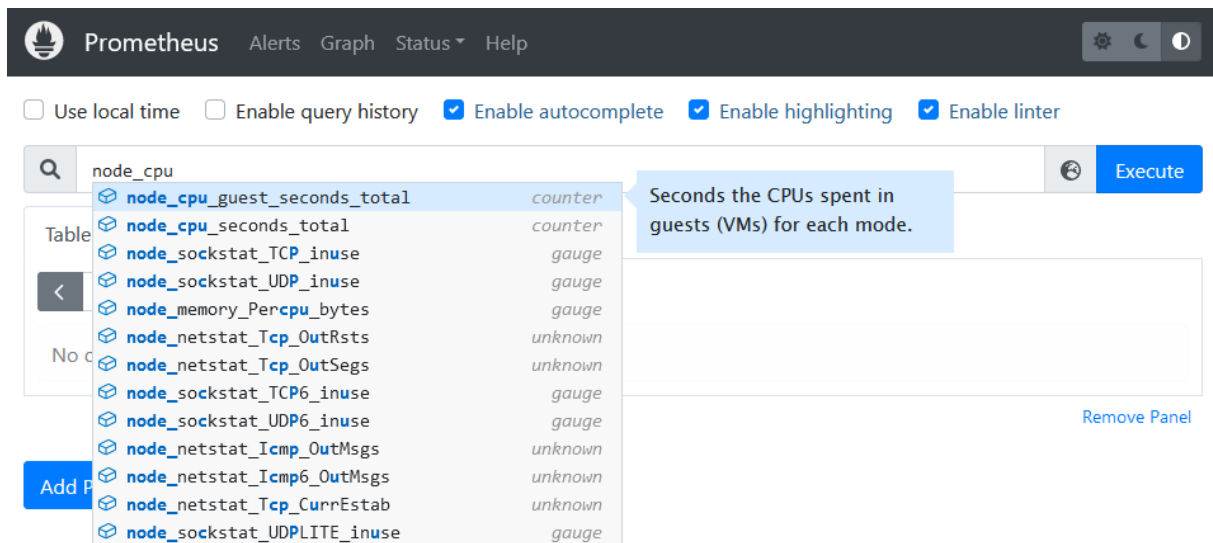 Prometheus Alerts Graph Status Help
Use local time Enable query history Enable autocomplete Enable highlighting Enable linter
node_cpu Execute
node_cpu_guest_seconds_total counter
Seconds the CPUs spent in
guests (VMs) for each mode.
node_cpu_seconds_total counter
Table
node_sockstat_TCP_inuse gauge
node_sockstat_UDP_inuse gauge
node_memory_Percpu_bytes gauge
node_netstat_Tcp_OutRsts unknown
No
node_netstat_Tcp_OutSegs unknown
node_sockstat_TCP6_inuse gauge
node_sockstat_UDP6_inuse gauge
Remove Panel
node_netstat_Icmp_OutMsgs unknown
node_netstat_Icmp6_OutMsgs unknown
Add P
node_netstat_Tcp_CurrEstab unknown
node_sockstat_UDPLITE_inuse gauge